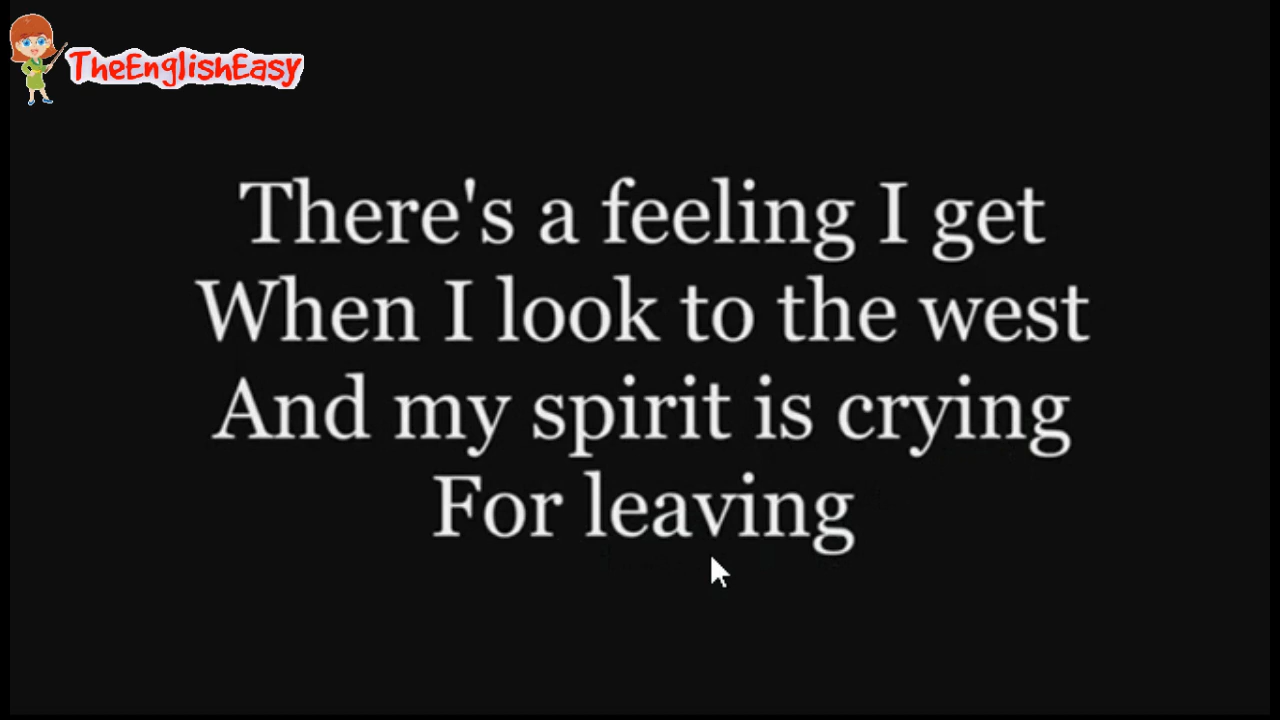 TheEnglishEasy
There's a feeling I get
When I look to the west
And my spirit is crying
For leaving